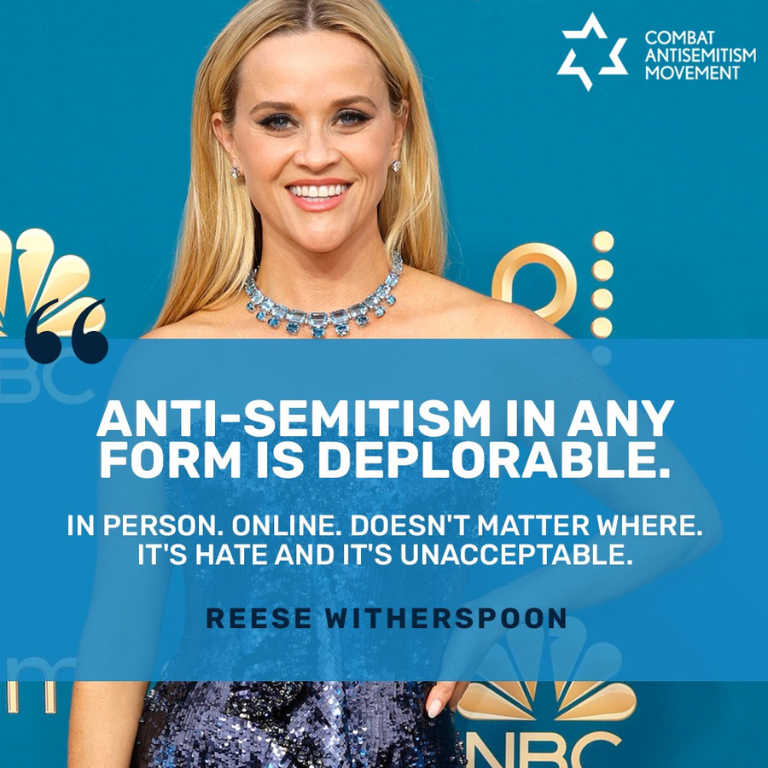 COMBAT
ANTISEMITISM
MOVEMENT
BC
“
ANTI-SEMITISM IN ANY
FORM IS DEPLORABLE.
IN PERSON. ONLINE. DOESN'T MATTER WHERE.
IT'S HATE AND IT'S UNACCEPTABLE.
REESE WITHERSPOON
m
NBC